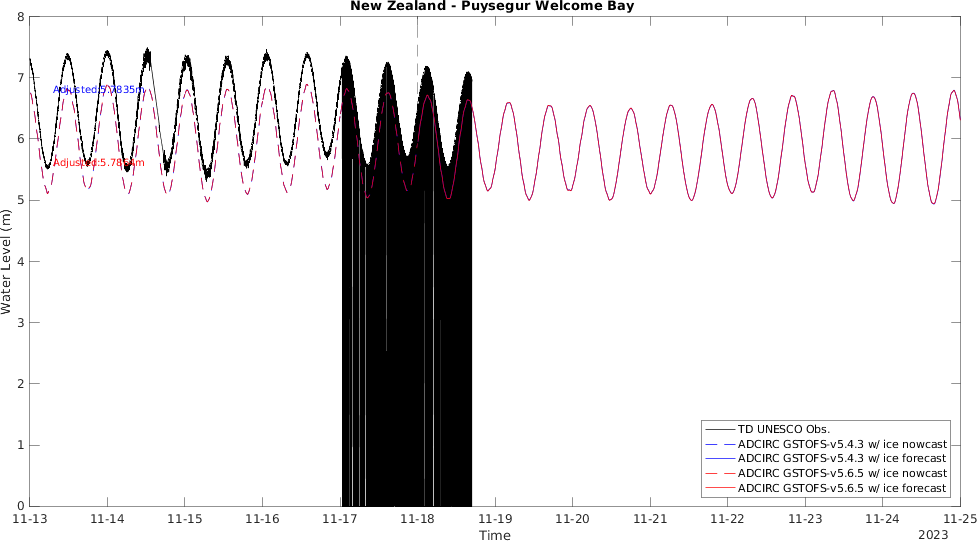 New Zealand - Puysegur Welcome Bay
8
7
6
5
4
3
2
1
0
Water Level (m)
Adjusted:5.7835m
TD UNESCO Obs.
ADCIRC GSTOFS-v5.4.3 w/ ice nowcast
ADCIRC GSTOFS-v5.4.3 w/ ice forecast
ADCIRC GSTOFS-v5.6.5 w/ ice nowcast
ADCIRC GSTOFS-v5.6.5 w/ ice forecast
11-13 11-14 11-15 11-16 11-17 11-18 11-19 11-20 11-21 11-22 11-23 11-24 11-25
Time
2023